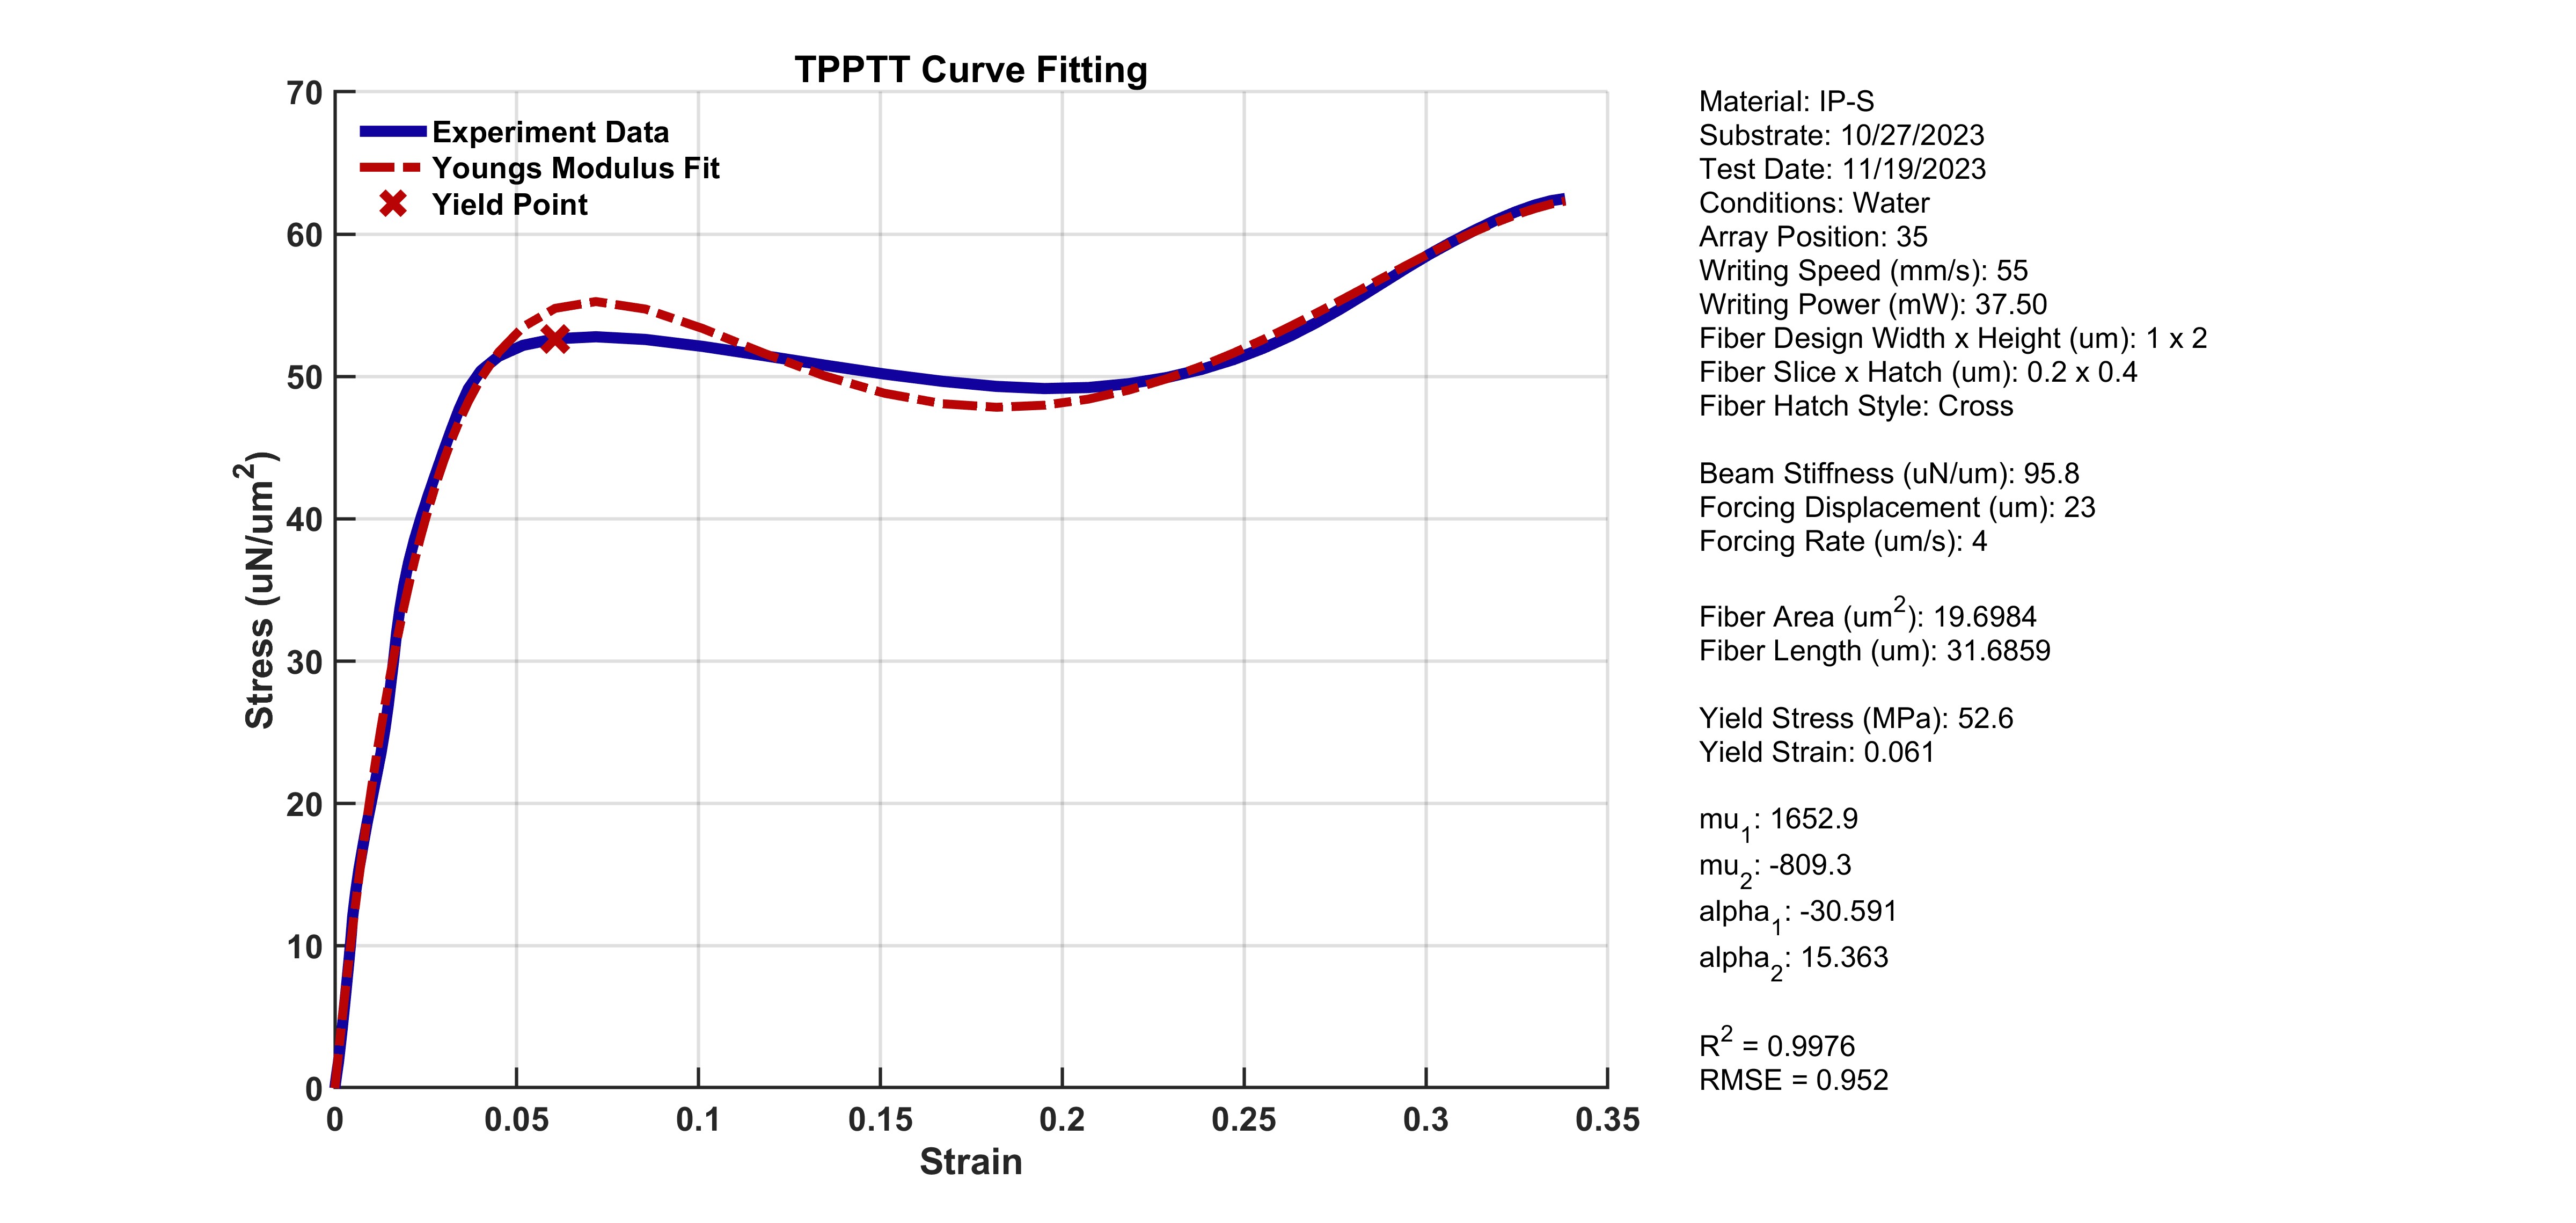 TPPTT Curve Fitting
70
60
50
40
30
20
10
0
Stress (uN/um²)
Experiment Data
Youngs Modulus Fit
Yield Point
0
0.05
0.1
0.15
0.2
0.25
0.3
0.35
Strain
Material: IP-S
Substrate: 10/27/2023
Test Date: 11/19/2023
Conditions: Water
Array Position: 35
Writing Speed (mm/s): 55
Writing Power (mW): 37.50
Fiber Design Width x Height (um): 1 x 2
Fiber Slice x Hatch (um): 0.2 x 0.4
Fiber Hatch Style: Cross
Beam Stiffness (uN/um): 95.8
Forcing Displacement (um): 23
Forcing Rate (um/s): 4
Fiber Area (um²): 19.6984
Fiber Length (um): 31.6859
Yield Stress (MPa): 52.6
Yield Strain: 0.061
mu₁: 1652.9
mu₂: -809.3
alpha₁: -30.591
alpha₂: 15.363
R² = 0.9976
RMSE = 0.952